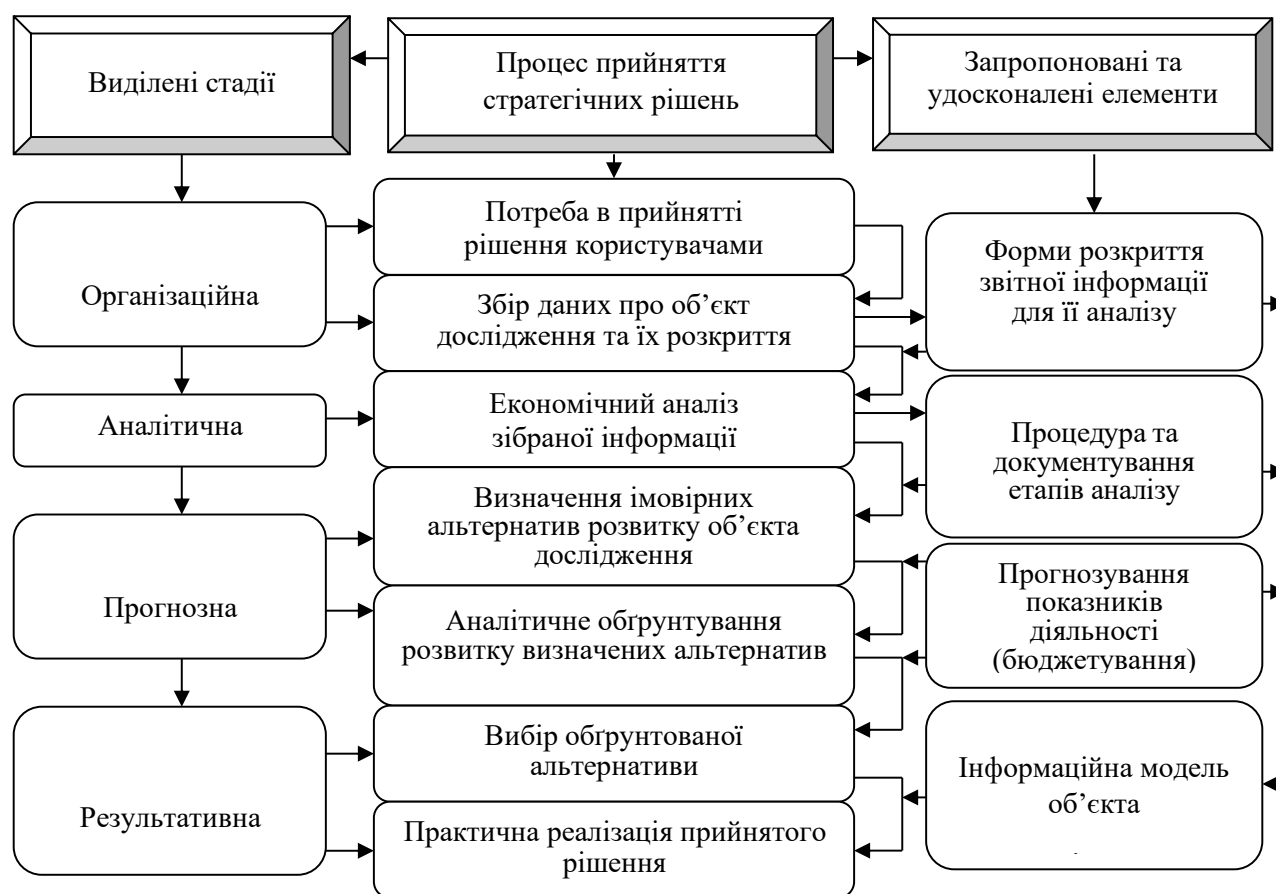 Виділені стадії
Процес прийняття
стратегічних рішень
Запропоновані та
удосконалені елементи
Організаційна
Аналітична
Прогнозна
Результативна
Потреба в прийнятті
рішення користувачами
Збір даних про об’єкт
дослідження та їх розкриття
Економічний аналіз
зібраної інформації
Визначення імовірних
альтернатив розвитку об’єкта
дослідження
Аналітичне обґрунтування
розвитку визначених альтернатив
Вибір обґрунтованої
альтернативи
Практична реалізація прийнятого
рішення
Форми розкриття
звітної інформації
для її аналізу
Процедура та
документування
етапів аналізу
Прогнозування
показників
діяльності
(бюджетування)
Інформаційна модель
об’єкта